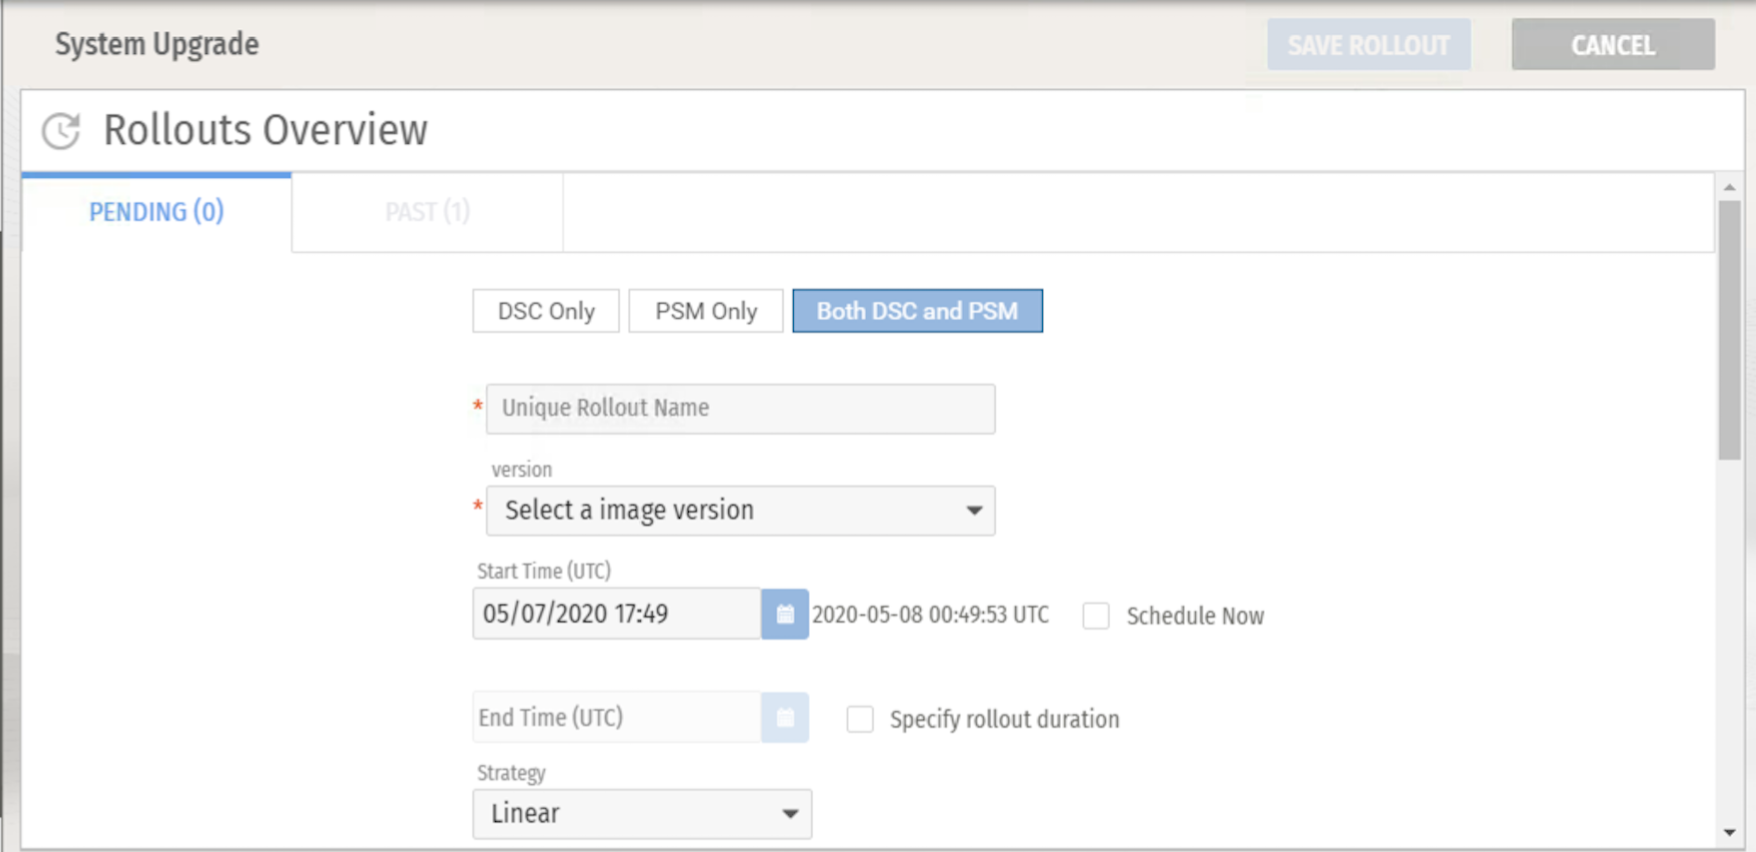 System Upgrade
SAVE ROLLOUT
CANCEL
Rollouts Overview
PENDING (0)
PAST (1)
DSC Only
PSM Only
Both DSC and PSM
* Unique Rollout Name
version
* Select a image version
Start Time (UTC)
05/07/2020 17:49
2020-05-08 00:49:53 UTC
Schedule Now
End Time (UTC)
Specify rollout duration
Strategy
Linear